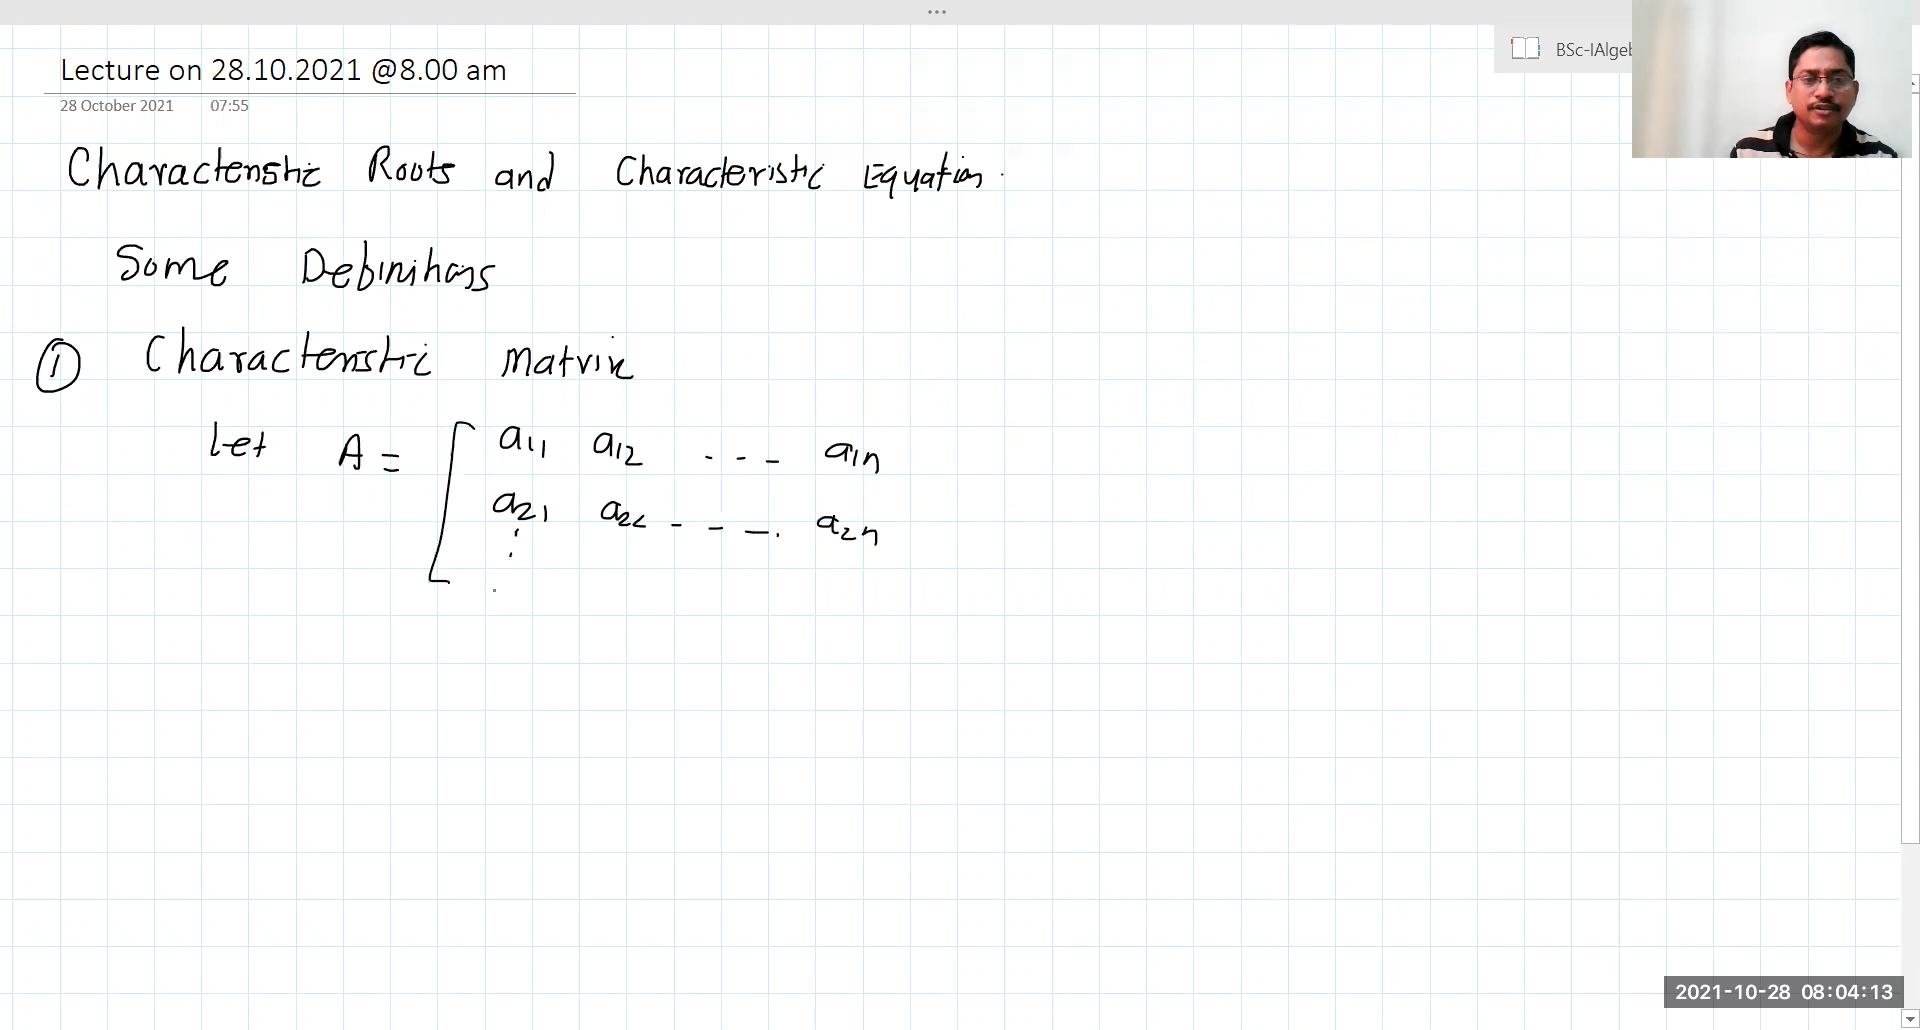 Lecture on 28.10.2021 @8.00 am
BSc-IAlgeb
28 October 2021 07:55
Characteristic Roots and Characteristic Equation.
Some Definitions
① Characteristic Matrix
Let A = [ a11 a12 --- a1n
a21 a22 ---. a2n
⋮
2021-10-28 08:04:13